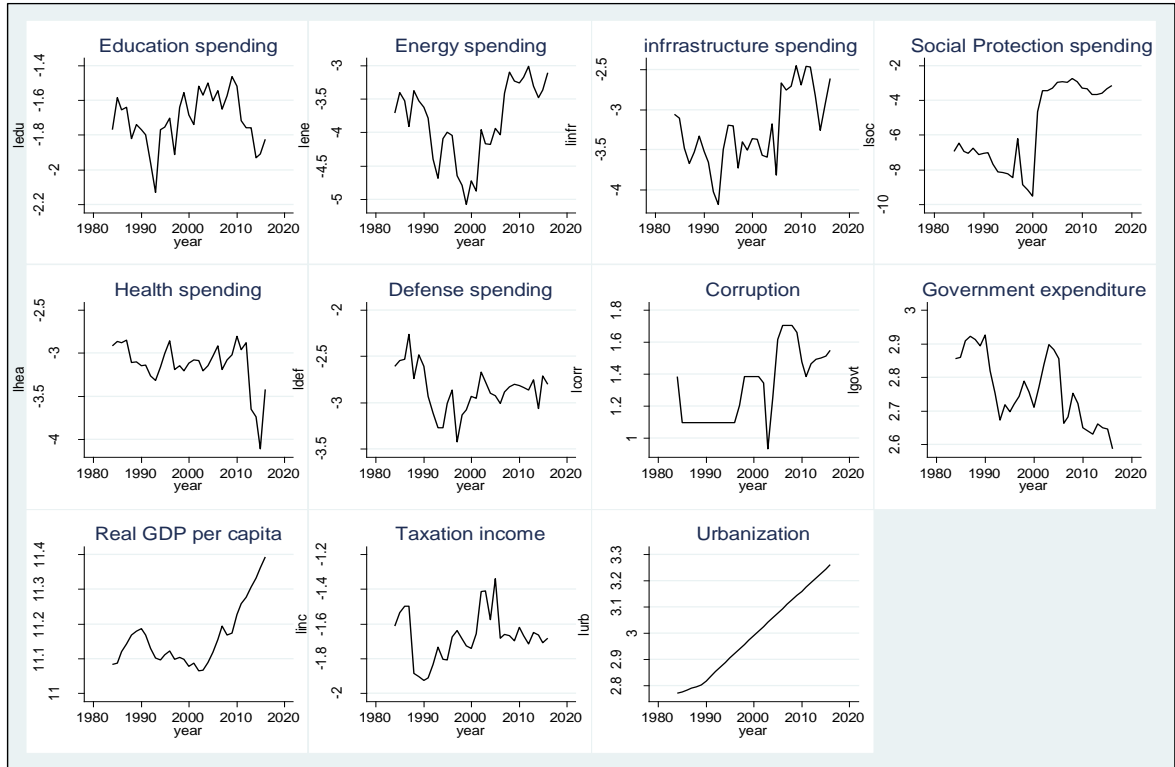 Education spending
ledu
-1.4
-1.6
-1.8
-2
-2.2
1980 1990 2000 2010 2020
year
Energy spending
lene
-3
-3.5
-4
-4.5
-5
1980 1990 2000 2010 2020
year
infrrastructure spending
linfr
-2.5
-3
-3.5
-4
1980 1990 2000 2010 2020
year
Social Protection spending
lsoc
-2
-4
-6
-8
-10
1980 1990 2000 2010 2020
year
Health spending
lhea
-2.5
-3
-3.5
-4
1980 1990 2000 2010 2020
year
Defense spending
ldef
-2
-2.5
-3
-3.5
1980 1990 2000 2010 2020
year
Corruption
lcorr
1.8
1.6
1.4
1.2
1
1980 1990 2000 2010 2020
year
Government expenditure
lgovt
3
2.9
2.8
2.7
2.6
1980 1990 2000 2010 2020
year
Real GDP per capita
11.4
11.3
11.2
11.1
11
1980 1990 2000 2010 2020
year
Taxation income
linc
-1.2
-1.4
-1.6
-1.8
-2
1980 1990 2000 2010 2020
year
Urbanization
lurb
3.3
3.2
3.1
3
2.9
2.8
1980 1990 2000 2010 2020
year